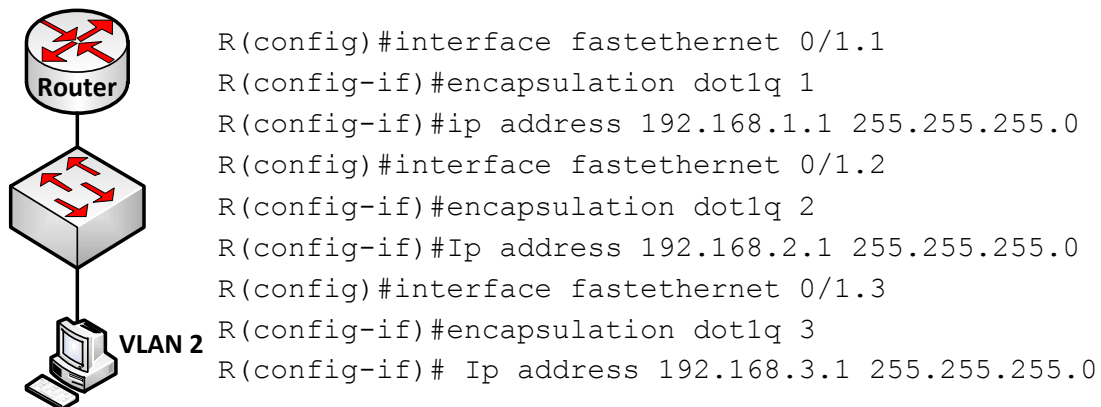 Router
VLAN 2
R(config)#interface fastethernet 0/1.1
R(config-if)#encapsulation dot1q 1
R(config-if)#ip address 192.168.1.1 255.255.255.0
R(config)#interface fastethernet 0/1.2
R(config-if)#encapsulation dot1q 2
R(config-if)#Ip address 192.168.2.1 255.255.255.0
R(config)#interface fastethernet 0/1.3
R(config-if)#encapsulation dot1q 3
R(config-if)# Ip address 192.168.3.1 255.255.255.0